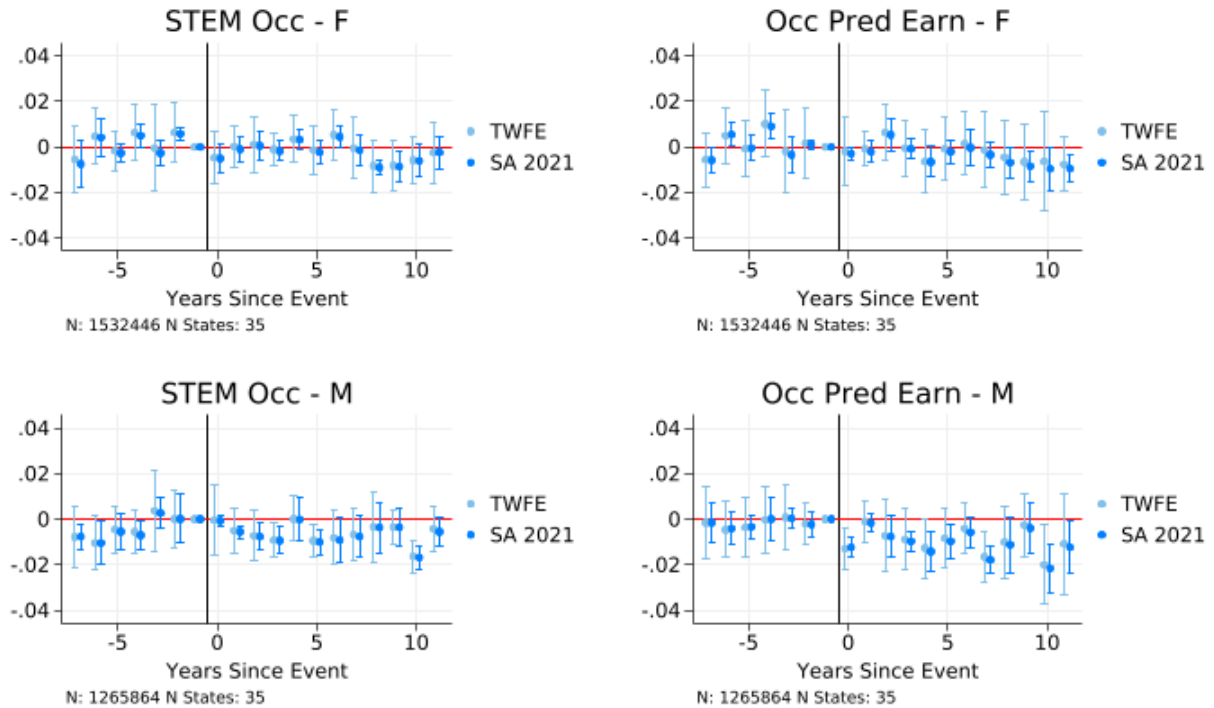 STEM Occ - F
.04
.02
0
-.02
-.04
-5 0 5 10
Years Since Event
N: 1532446 N States: 35
TWFE
SA 2021
Occ Pred Earn - F
.04
.02
0
-.02
-.04
-5 0 5 10
Years Since Event
N: 1532446 N States: 35
TWFE
SA 2021
STEM Occ - M
.04
.02
0
-.02
-.04
-5 0 5 10
Years Since Event
N: 1265864 N States: 35
TWFE
SA 2021
Occ Pred Earn - M
.04
.02
0
-.02
-.04
-5 0 5 10
Years Since Event
N: 1265864 N States: 35
TWFE
SA 2021